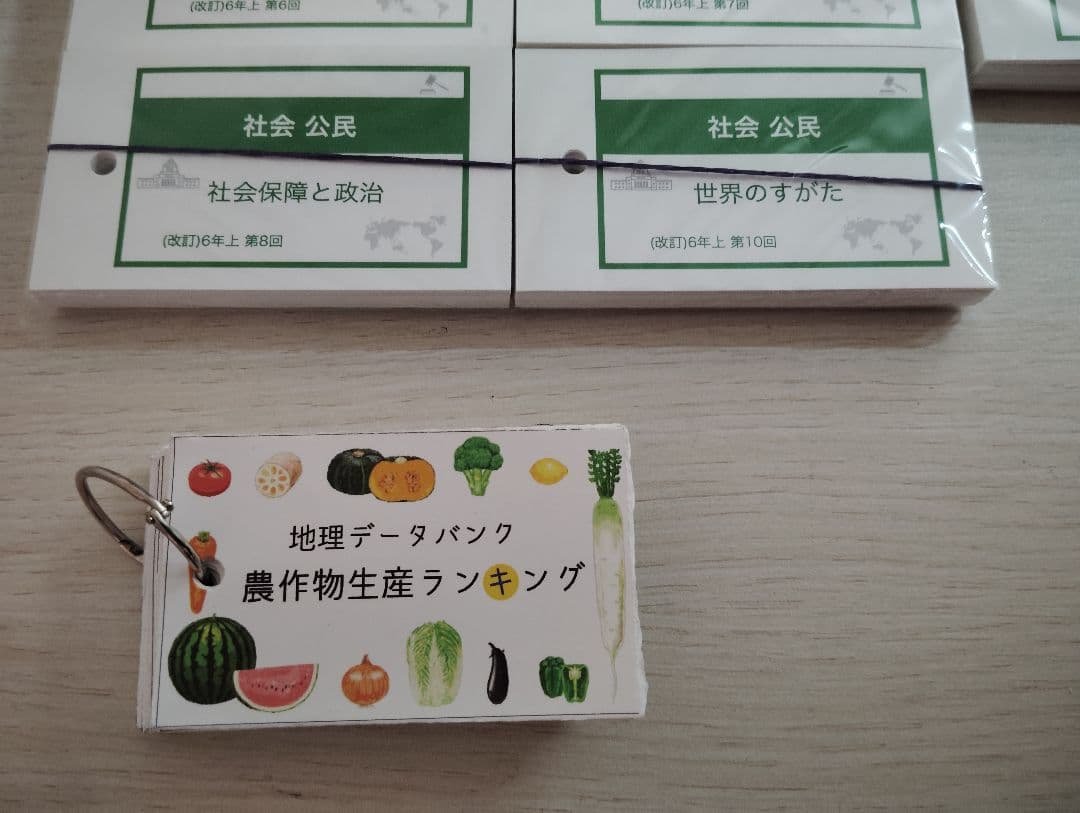 (改訂)6年上 第6回
(改訂)6年上 第7回
社会 公民
社会保障と政治
(改訂)6年上 第8回
社会 公民
世界のすがた
(改訂)6年上 第10回
地理データバンク
農作物生産ランキング